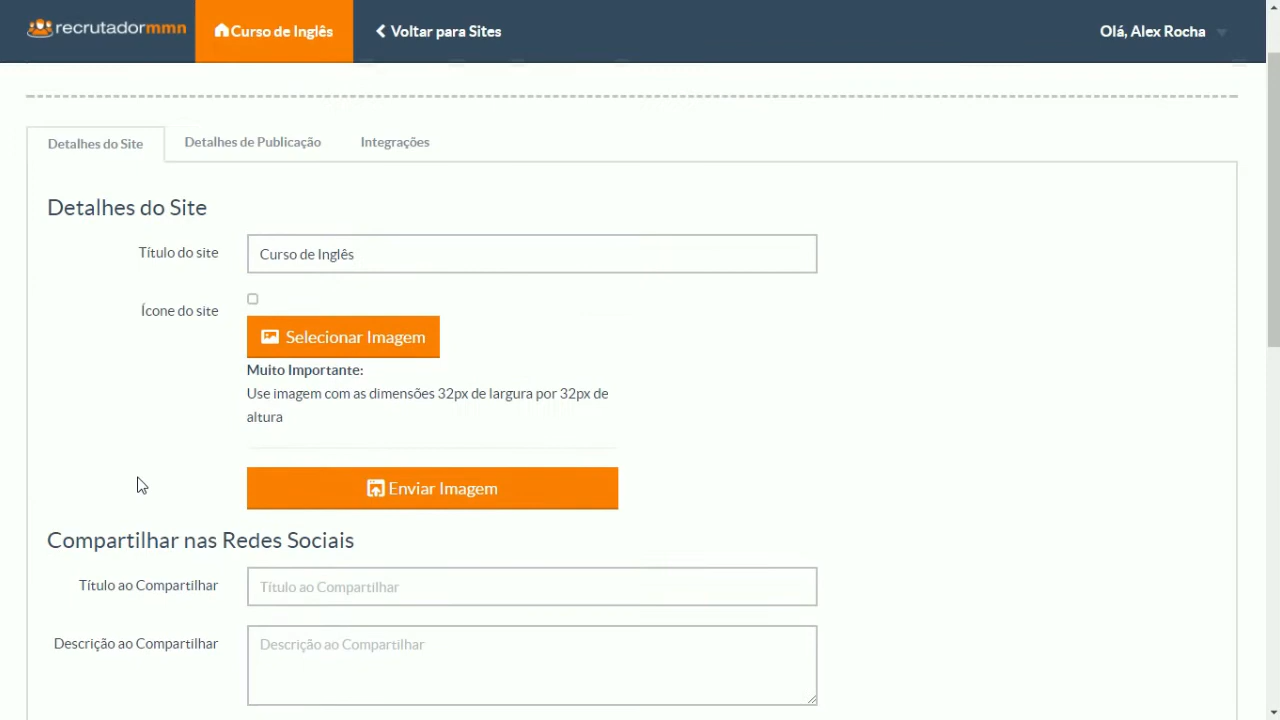 recrutadormmn
Curso de Inglês
Voltar para Sites
Olá, Alex Rocha
Detalhes do Site
Detalhes de Publicação
Integrações
Detalhes do Site
Título do site
Curso de Inglês
Ícone do site
Selecionar Imagem
Muito Importante:
Use imagem com as dimensões 32px de largura por 32px de
altura
Enviar Imagem
Compartilhar nas Redes Sociais
Título ao Compartilhar
Título ao Compartilhar
Descrição ao Compartilhar
Descrição ao Compartilhar